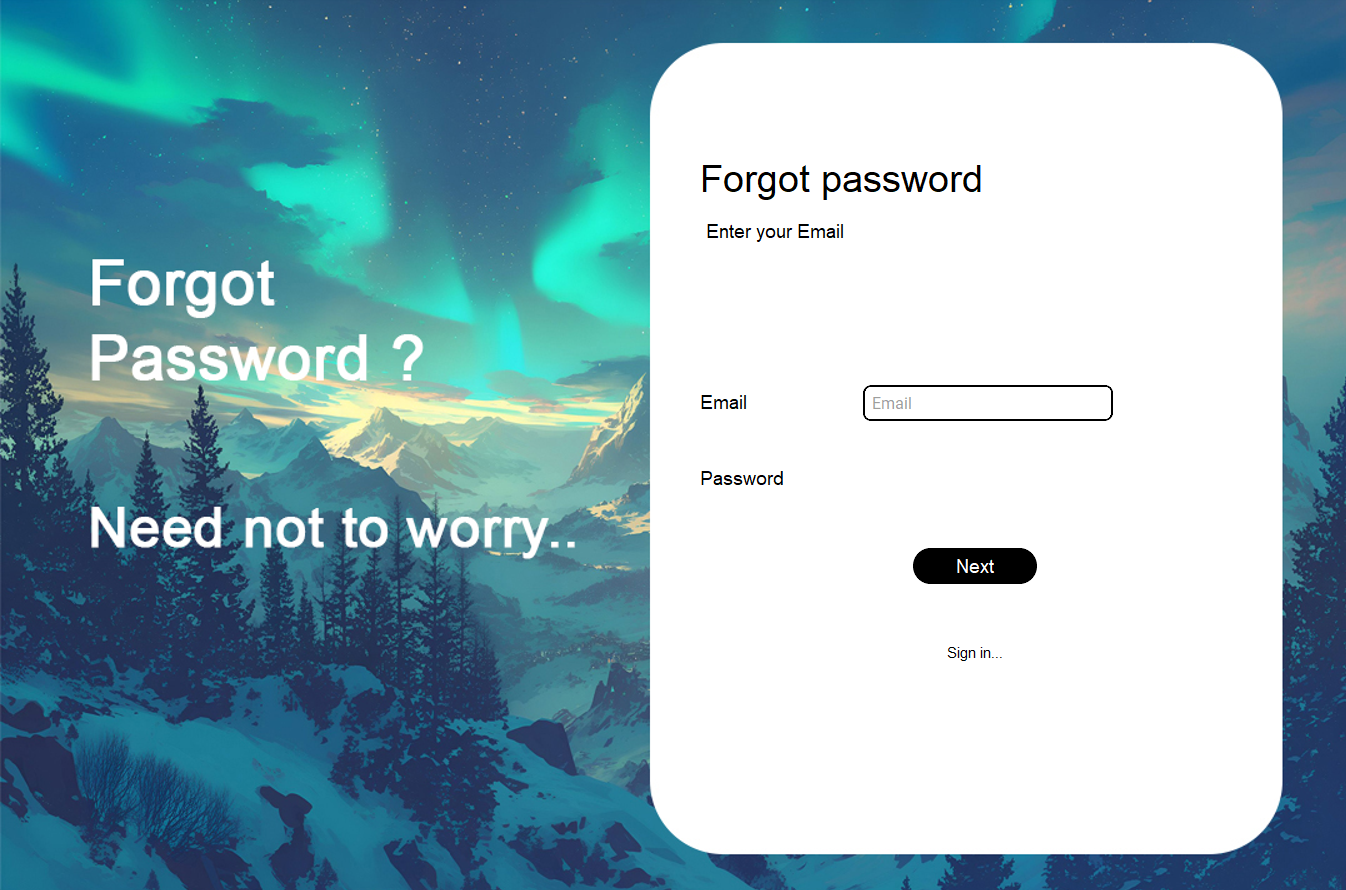 Forgot
Password ?
Need not to worry..
Forgot password
Enter your Email
Email
Email
Password
Next
Sign in...